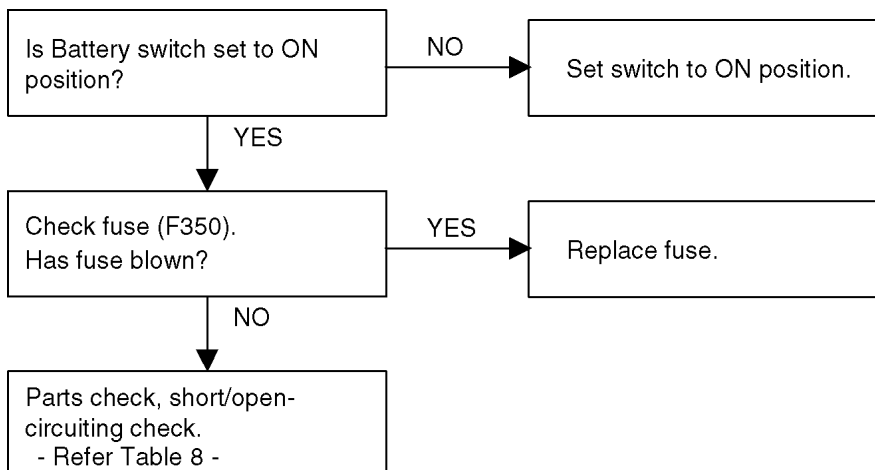 Is Battery switch set to ON
position?
NO
Set switch to ON position.
YES
Check fuse (F350).
Has fuse blown?
YES
Replace fuse.
NO
Parts check, short/open-
circuiting check.
- Refer Table 8 -